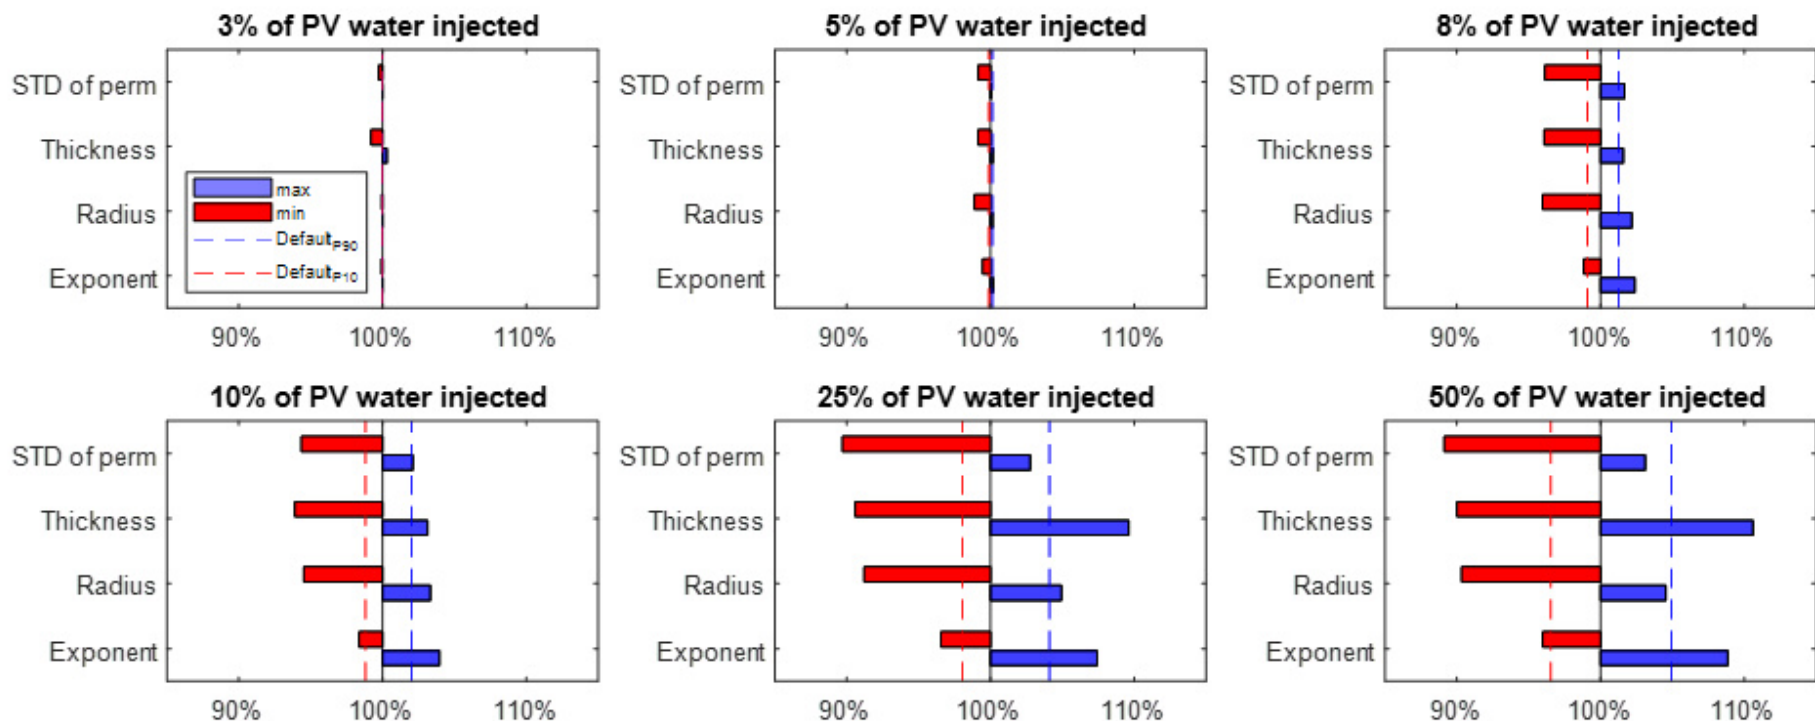 3% of PV water injected
STD of perm
Thickness
Radius
Exponent
max
min
Default P90
Default P10
90%
100%
110%
5% of PV water injected
STD of perm
Thickness
Radius
Exponent
90%
100%
110%
8% of PV water injected
STD of perm
Thickness
Radius
Exponent
90%
100%
110%
10% of PV water injected
STD of perm
Thickness
Radius
Exponent
90%
100%
110%
25% of PV water injected
STD of perm
Thickness
Radius
Exponent
90%
100%
110%
50% of PV water injected
STD of perm
Thickness
Radius
Exponent
90%
100%
110%